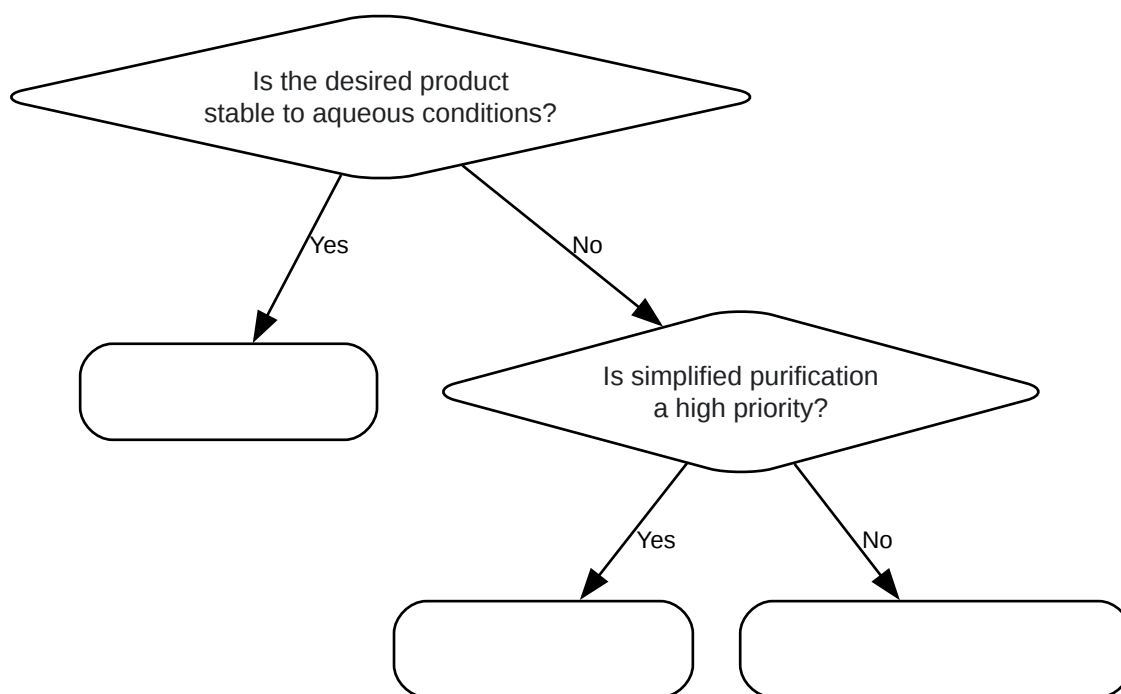 Is the desired product
stable to aqueous conditions?
Yes
No
Is simplified purification
a high priority?
Yes
No